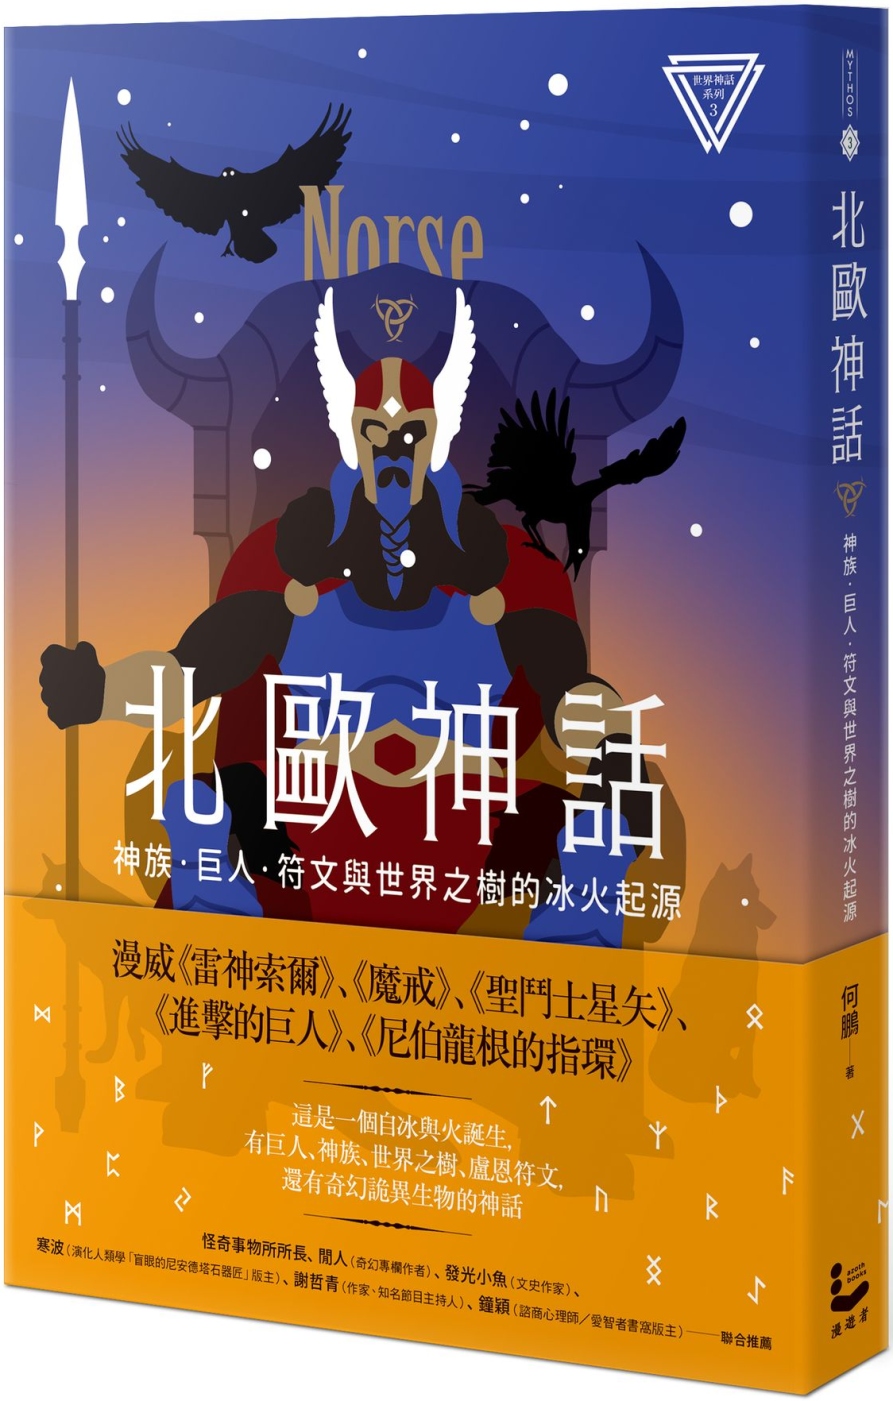 世界神話
系列
3
Norse
北歐神話
神族·巨人·符文與世界之樹的冰火起源
漫威《雷神索爾》、《魔戒》、《聖鬥士星矢》、
《進擊的巨人》、《尼伯龍根的指環》
這是一個自冰與火誕生,
有巨人、神族、世界之樹、盧恩符文,
還有奇幻詭異生物的神話
怪奇事物所所長、閒人(奇幻專欄作者)、發光小魚(文史作家)、
寒波(演化人類學「盲眼的尼安德塔石器匠」版主)、謝哲青(作家、知名節目主持人)、鐘穎(諮商心理師/愛智者書窩版主)——聯合推薦
MYTHOS
3
北歐神話
神族·巨人·符文與世界之樹的冰火起源
何鵬——著
azoth
books
漫遊者